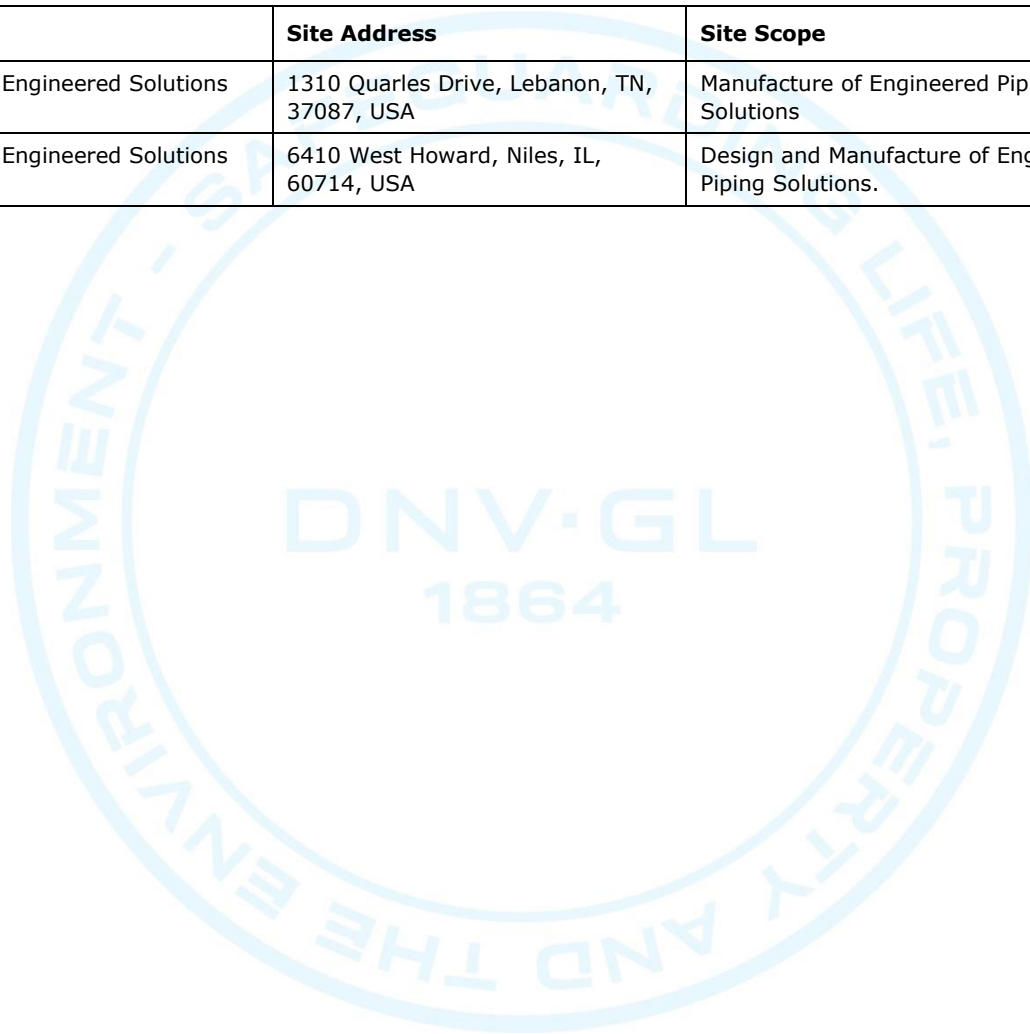 Site Address Site Scope
Engineered Solutions 1310 Quarles Drive, Lebanon, TN, Manufacture of Engineered
37087, USA Solutions
Engineered Solutions 6410 West Howard, Niles, IL, Design and Manufacture of
60714, USA Piping Solutions.
SAFEGUARDING LIFE, PROPERTY AND THE ENVIRONMENT -
DNV·GL
1864